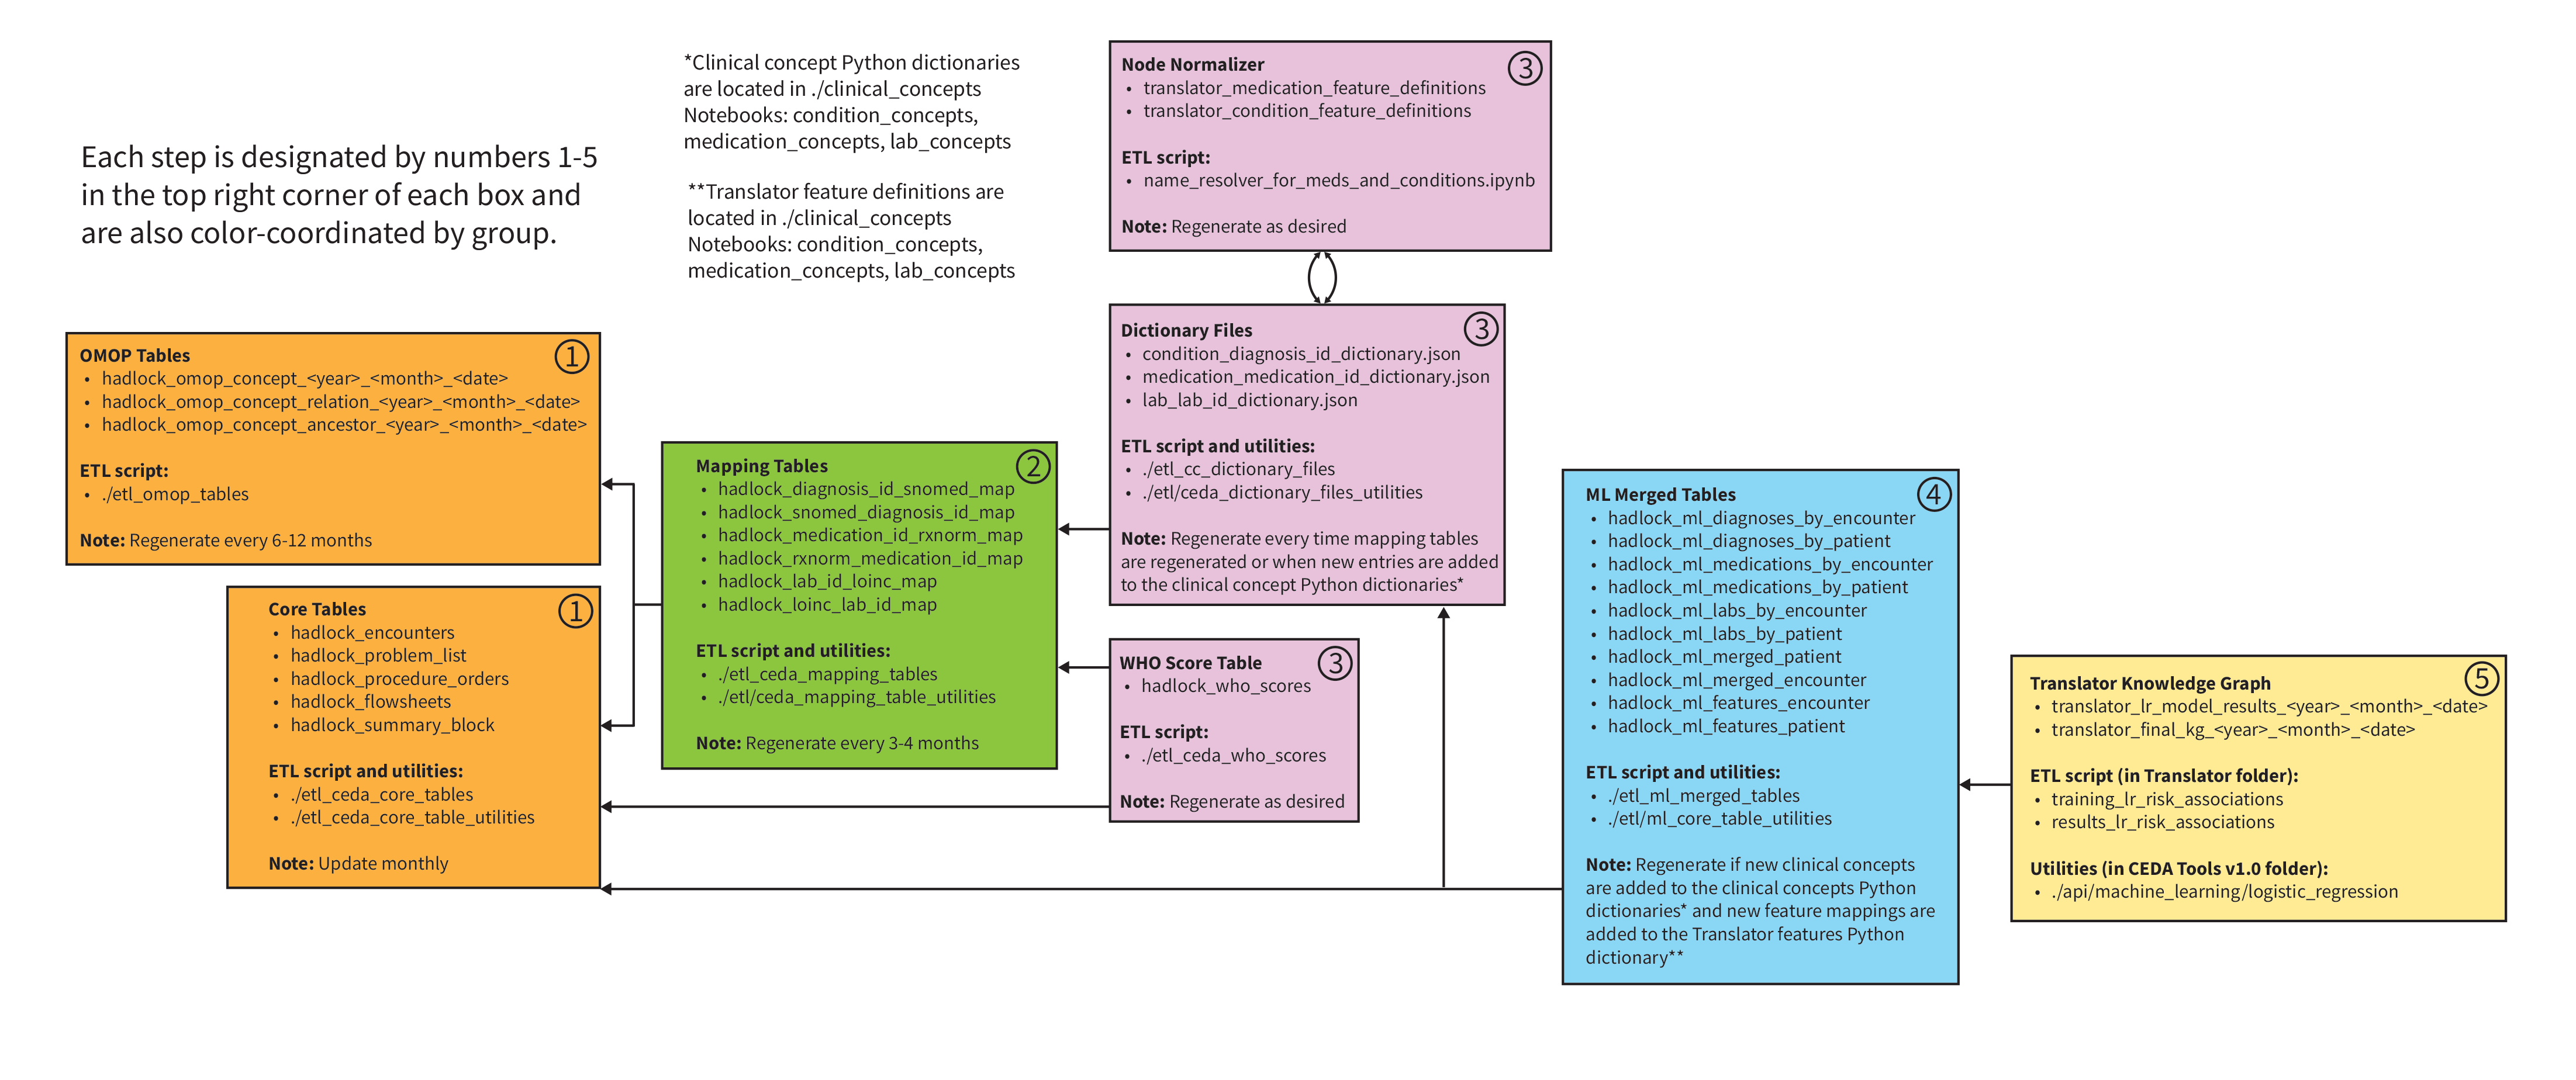 Each step is designated by numbers 1-5
in the top right corner of each box and
are also color-coordinated by group.
*Clinical concept Python dictionaries
are located in ./clinical_concepts
Notebooks: condition_concepts,
medication_concepts, lab_concepts
**Translator feature definitions are
located in ./clinical_concepts
Notebooks: condition_concepts,
medication_concepts, lab_concepts
Node Normalizer
3
• translator_medication_feature_definitions
• translator_condition_feature_definitions
ETL script:
• name_resolver_for_meds_and_conditions.ipynb
Note: Regenerate as desired
OMOP Tables
1
• hadlock_omop_concept_<year>_<month>_<date>
• hadlock_omop_concept_relation_<year>_<month>_<date>
• hadlock_omop_concept_ancestor_<year>_<month>_<date>
ETL script:
• ./etl_omop_tables
Note: Regenerate every 6-12 months
Core Tables
1
• hadlock_encounters
• hadlock_problem_list
• hadlock_procedure_orders
• hadlock_flowsheets
• hadlock_summary_block
ETL script and utilities:
• ./etl_ceda_core_tables
• ./etl_ceda_core_table_utilities
Note: Update monthly
Mapping Tables
2
• hadlock_diagnosis_id_snomed_map
• hadlock_snomed_diagnosis_id_map
• hadlock_medication_id_rxnorm_map
• hadlock_rxnorm_medication_id_map
• hadlock_lab_id_loinc_map
• hadlock_loinc_lab_id_map
ETL script and utilities:
• ./etl_ceda_mapping_tables
• ./etl/ceda_mapping_table_utilities
Note: Regenerate every 3-4 months
Dictionary Files
3
• condition_diagnosis_id_dictionary.json
• medication_medication_id_dictionary.json
• lab_lab_id_dictionary.json
ETL script and utilities:
• ./etl_cc_dictionary_files
• ./etl/ceda_dictionary_files_utilities
Note: Regenerate every time mapping tables
are regenerated or when new entries are added
to the clinical concept Python dictionaries*
WHO Score Table
3
• hadlock_who_scores
ETL script:
• ./etl_ceda_who_scores
Note: Regenerate as desired
ML Merged Tables
4
• hadlock_ml_diagnoses_by_encounter
• hadlock_ml_diagnoses_by_patient
• hadlock_ml_medications_by_encounter
• hadlock_ml_medications_by_patient
• hadlock_ml_labs_by_encounter
• hadlock_ml_labs_by_patient
• hadlock_ml_merged_patient
• hadlock_ml_merged_encounter
• hadlock_ml_features_encounter
• hadlock_ml_features_patient
ETL script and utilities:
• ./etl_ml_merged_tables
• ./etl/ml_core_table_utilities
Note: Regenerate if new clinical concepts
are added to the clinical concepts Python
dictionaries* and new feature mappings are
added to the Translator features Python
dictionary**
Translator Knowledge Graph
5
• translator_lr_model_results_<year>_<month>_<date>
• translator_final_kg_<year>_<month>_<date>
ETL script (in Translator folder):
• training_lr_risk_associations
• results_lr_risk_associations
Utilities (in CEDA Tools v1.0 folder):
• ./api/machine_learning/logistic_regression